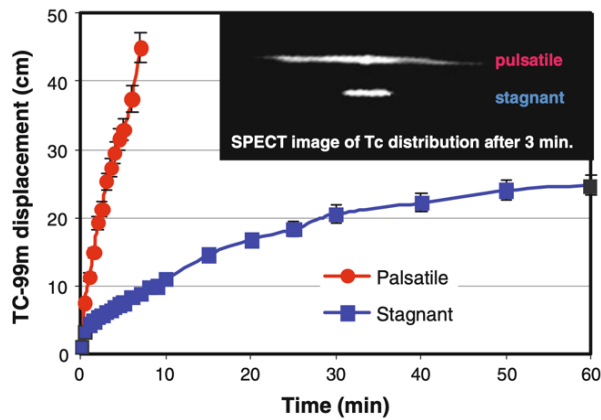 50
40
30
20
10
0
TC-99m displacement (cm)
pulsatile
stagnant
SPECT image of Tc distribution after 3 min.
Palsatile
Stagnant
0 10 20 30 40 50 60
Time (min)